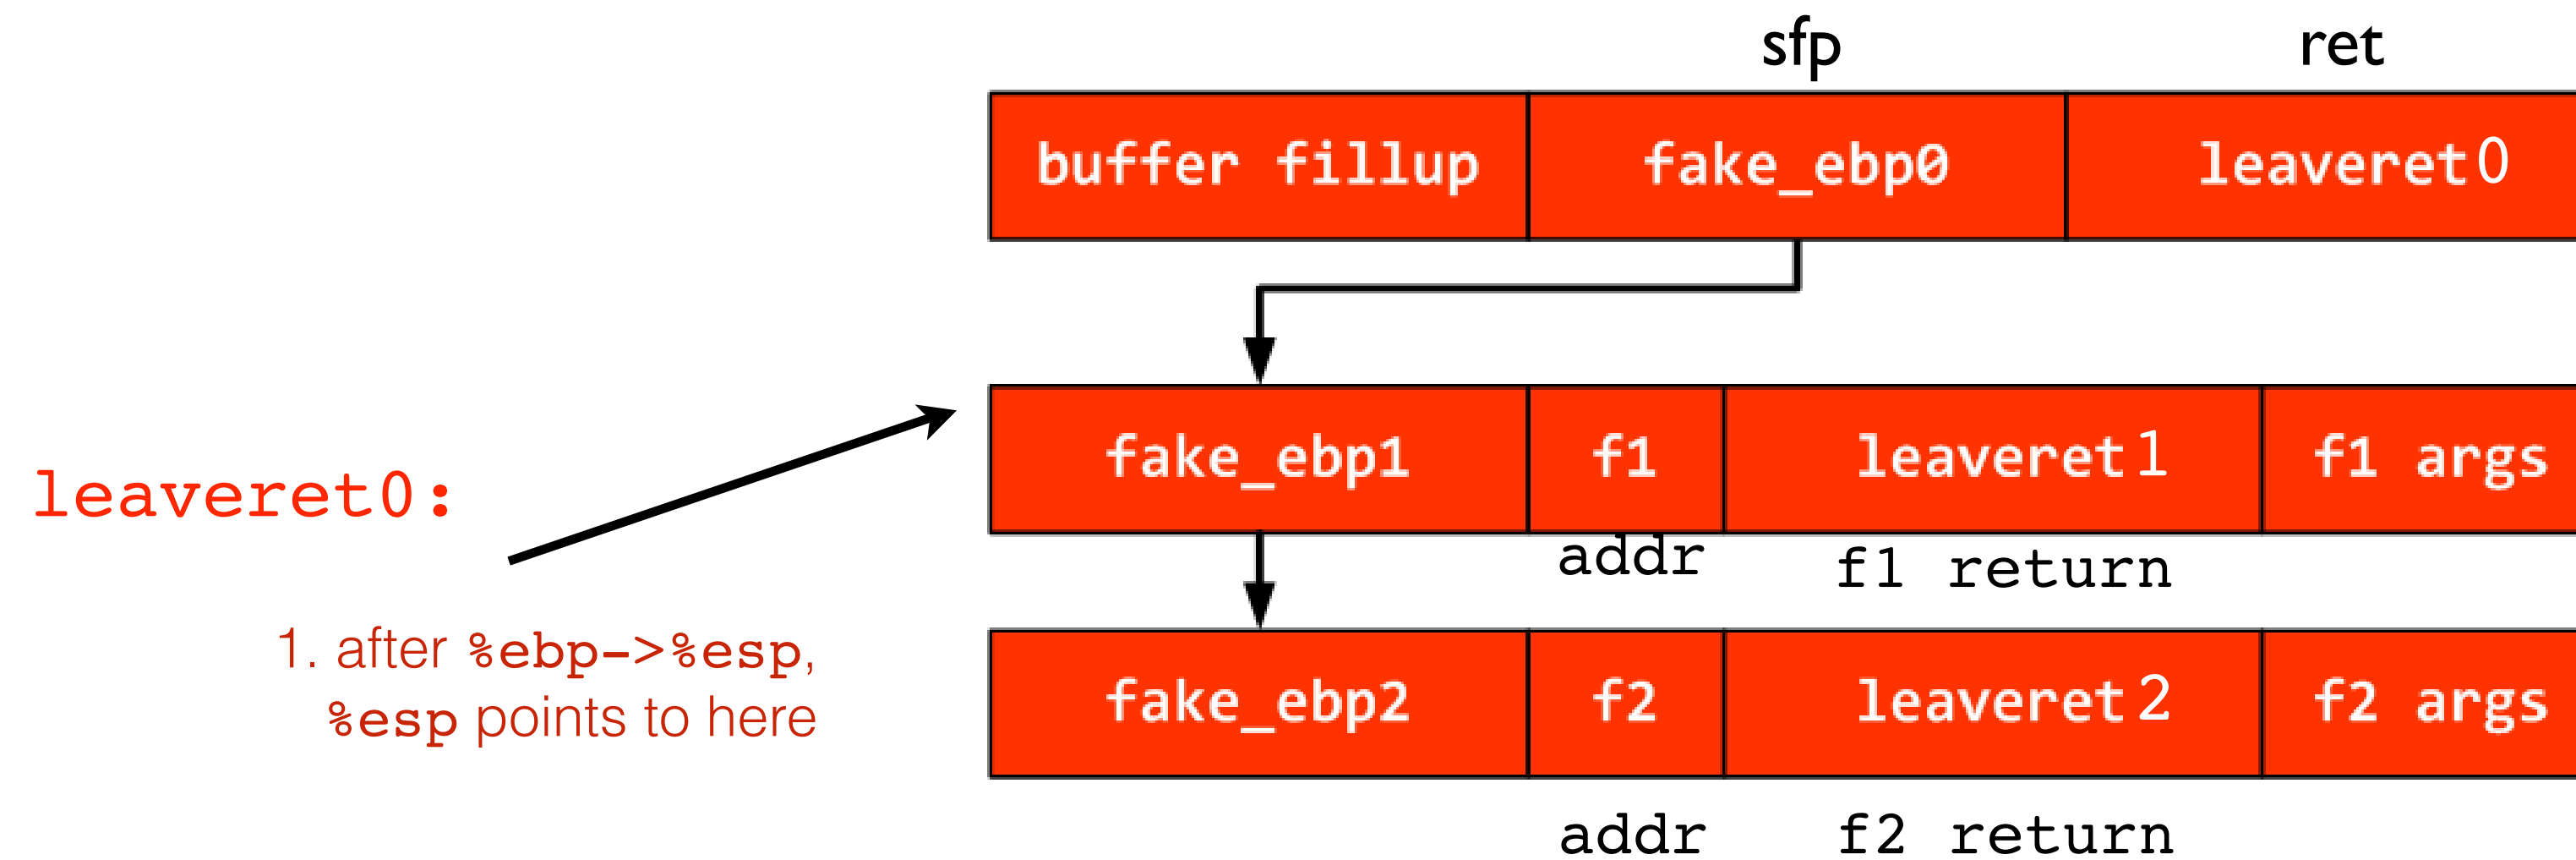 sfp ret
buffer fillup fake_ebp0 leaveret0
fake_ebp1 f1 leaveret1 f1 args
leaveret0:
addr f1 return
1. after %ebp->%esp,
%esp points to here
fake_ebp2 f2 leaveret2 f2 args
addr f2 return